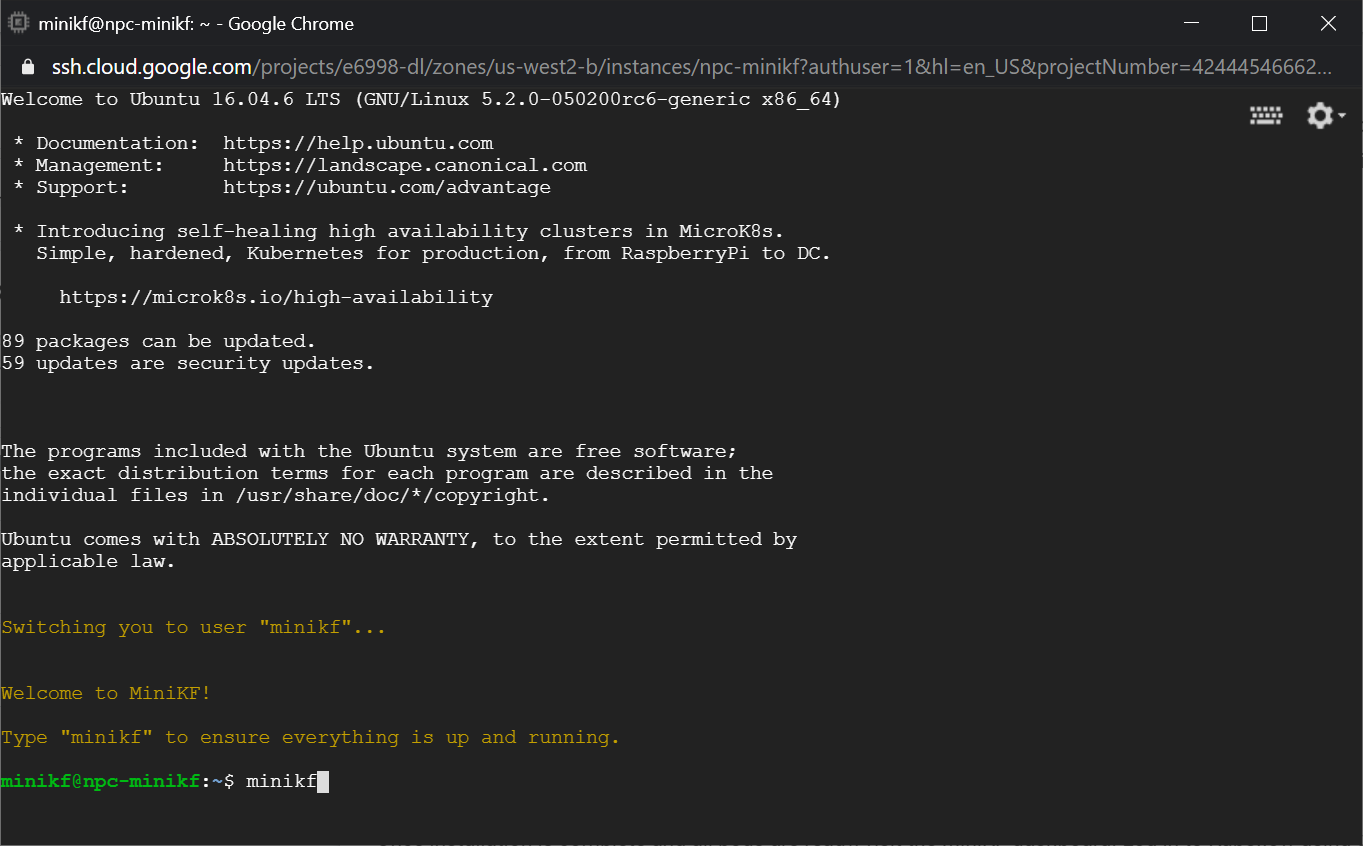 minikf@npc-minikf: ~ - Google Chrome
ssh.cloud.google.com/projects/e6998-dl/zones/us-west2-b/instances/npc-minikf?authuser=1&hl=en_US&projectNumber=42444546662...
Welcome to Ubuntu 16.04.6 LTS (GNU/Linux 5.2.0-050200rc6-generic x86_64)
* Documentation:  https://help.ubuntu.com
* Management:     https://landscape.canonical.com
* Support:        https://ubuntu.com/advantage
* Introducing self-healing high availability clusters in MicroK8s.
Simple, hardened, Kubernetes for production, from RaspberryPi to DC.
https://microk8s.io/high-availability
89 packages can be updated.
59 updates are security updates.
The programs included with the Ubuntu system are free software;
the exact distribution terms for each program are described in the
individual files in /usr/share/doc/*/copyright.
Ubuntu comes with ABSOLUTELY NO WARRANTY, to the extent permitted by
applicable law.
Switching you to user "minikf"...
Welcome to MiniKF!
Type "minikf" to ensure everything is up and running.
minikf@npc-minikf:~$ minikf